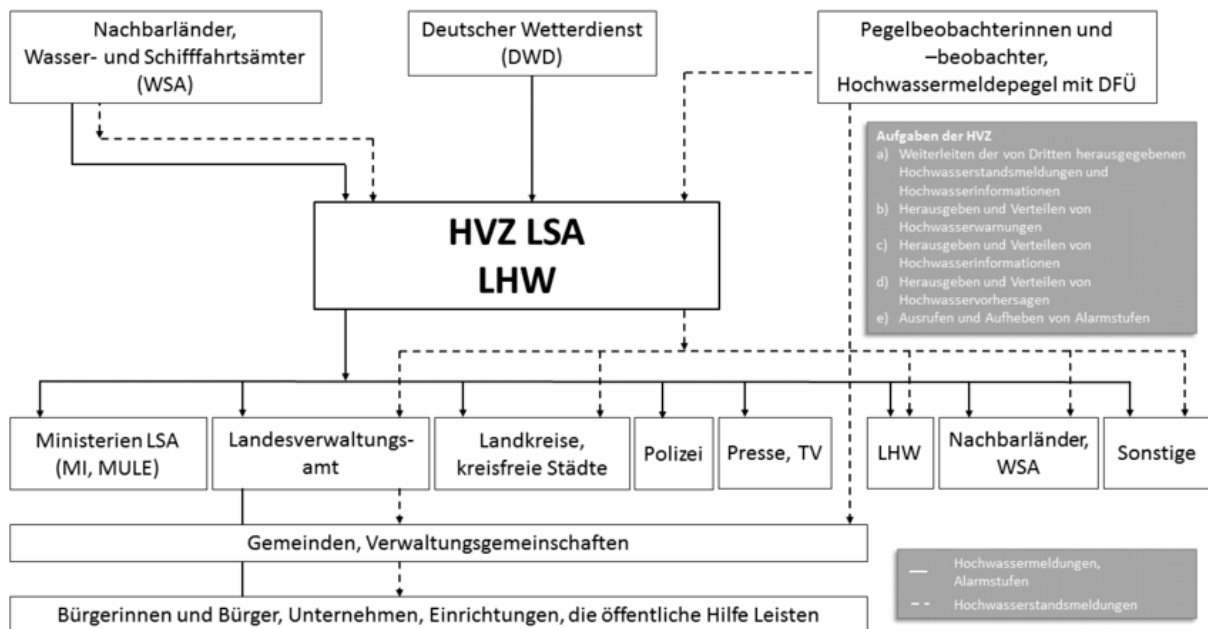 Nachbarländer,
Wasser- und Schifffahrtsämter
(WSA)
Deutscher Wetterdienst
(DWD)
Pegelbeobachterinnen und
–beobachter,
Hochwassermeldepegel mit DFÜ
Aufgaben der HVZ
a) Weiterleiten der von Dritten herausgegebenen
Hochwasserstandsmeldungen und
Hochwasserinformationen
b) Herausgeben und Verteilen von
Hochwasserwarnungen
c) Herausgeben und Verteilen von
Hochwasserinformationen
d) Herausgeben und Verteilen von
Hochwasservorhersagen
e) Ausrufen und Aufheben von Alarmstufen
HVZ LSA
LHW
Ministerien LSA
(MI, MULE)
Landesverwaltungs-
amt
Landkreise,
kreisfreie Städte
Polizei
Presse, TV
LHW
Nachbarländer,
WSA
Sonstige
Gemeinden, Verwaltungsgemeinschaften
Hochwassermeldungen,
Alarmstufen
Hochwasserstandsmeldungen
Bürgerinnen und Bürger, Unternehmen, Einrichtungen, die öffentliche Hilfe Leisten